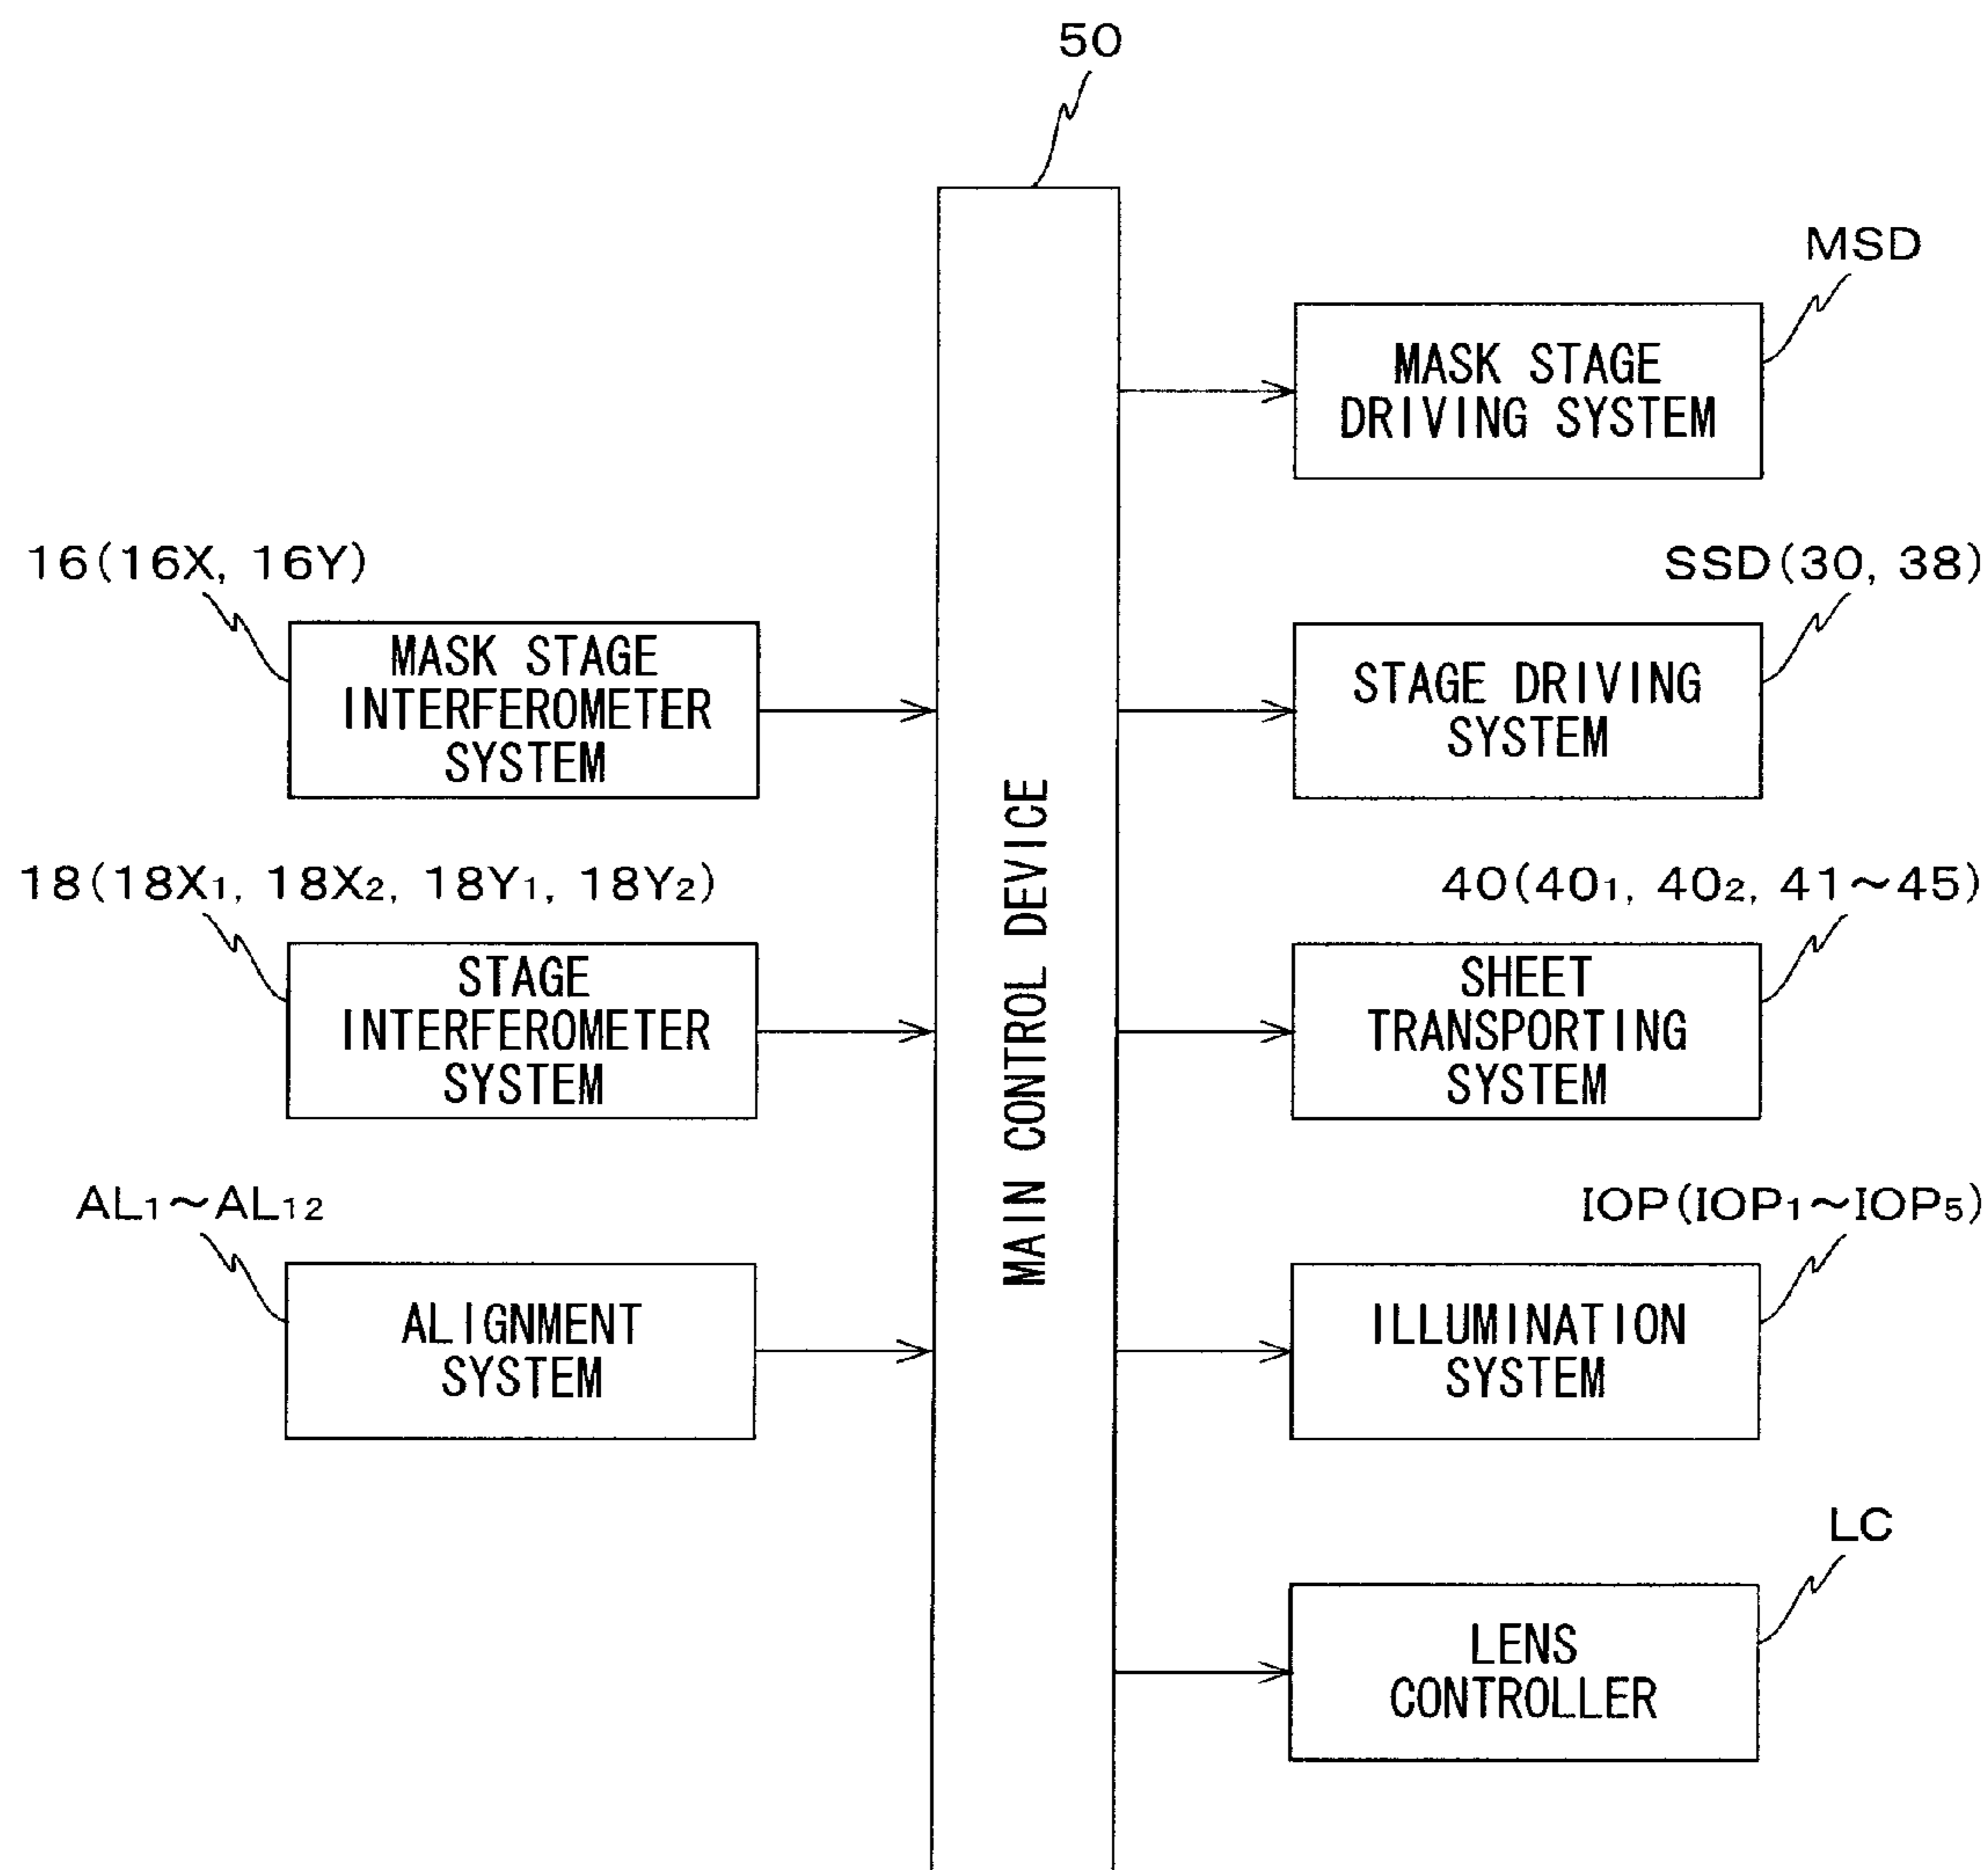 50
MSD
MASK STAGE
DRIVING SYSTEM
16(16X, 16Y)
MASK STAGE
INTERFEROMETER
SYSTEM
SSD(30, 38)
STAGE DRIVING
SYSTEM
MAIN CONTROL DEVICE
18(18X₁, 18X₂, 18Y₁, 18Y₂)
STAGE
INTERFEROMETER
SYSTEM
40(40₁, 40₂, 41~45)
SHEET
TRANSPORTING
SYSTEM
AL₁~AL₁₂
ALIGNMENT
SYSTEM
IOP(IOP₁~IOP₅)
ILLUMINATION
SYSTEM
LC
LENS
CONTROLLER